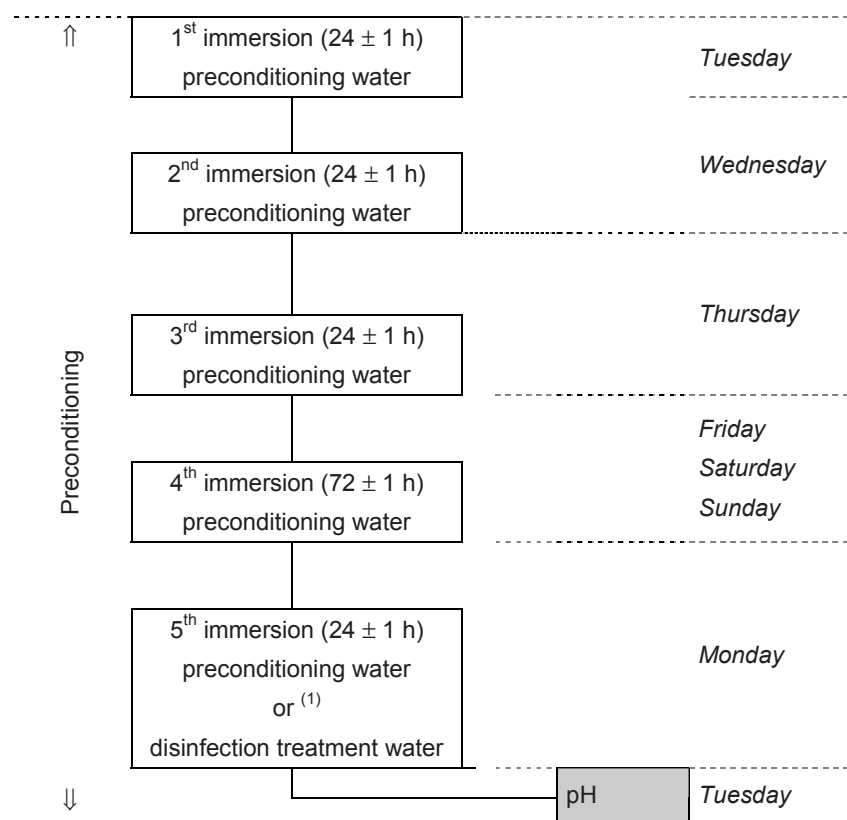 ⇑
1st immersion (24 ± 1 h)
preconditioning water
Tuesday
2nd immersion (24 ± 1 h)
preconditioning water
Wednesday
3rd immersion (24 ± 1 h)
preconditioning water
Thursday
Preconditioning
4th immersion (72 ± 1 h)
preconditioning water
Friday
Saturday
Sunday
5th immersion (24 ± 1 h)
preconditioning water
or (1)
disinfection treatment water
Monday
⇓
pH
Tuesday